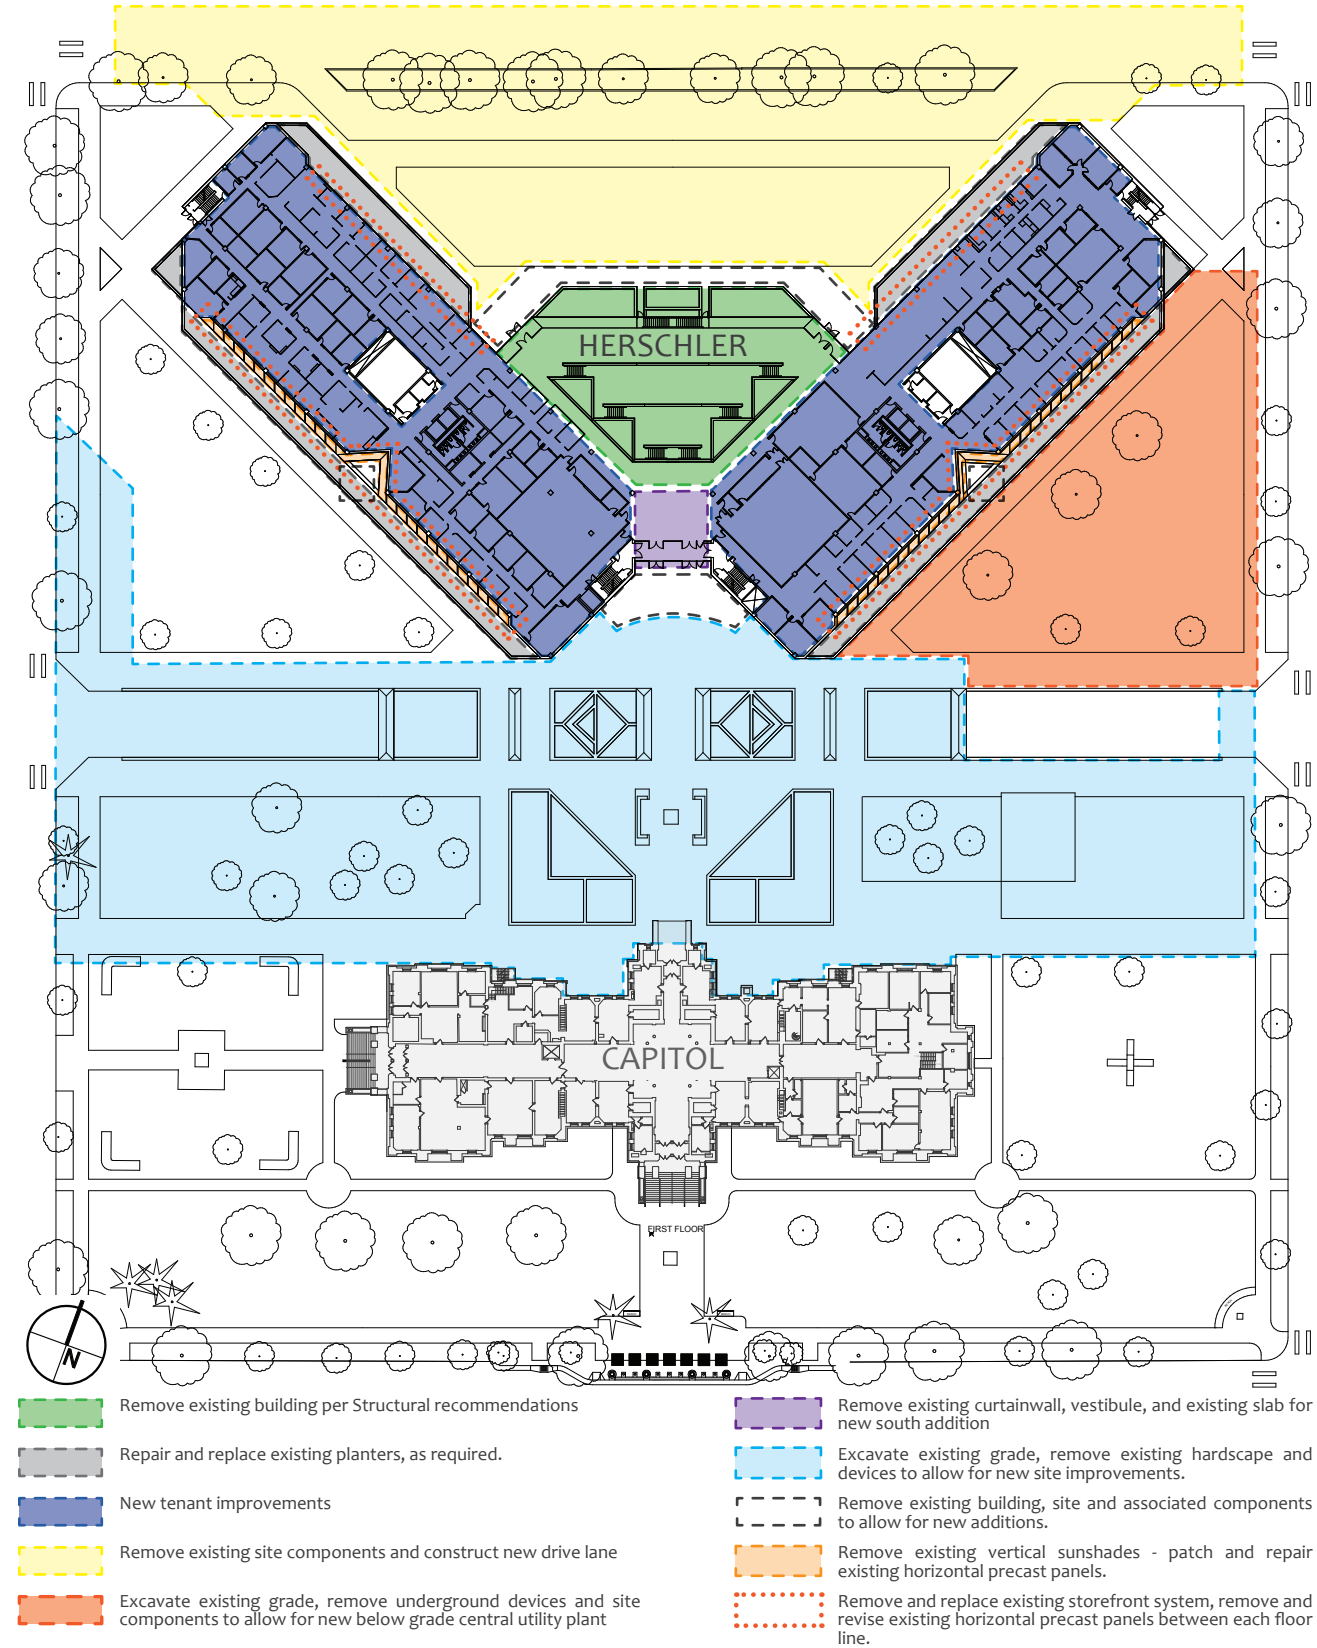 HERSCHLER
CAPITOL
FIRST FLOOR
N
Remove existing building per Structural recommendations
Repair and replace existing planters, as required.
New tenant improvements
Remove existing site components and construct new drive lane
Excavate existing grade, remove underground devices and site
components to allow for new below grade central utility plant
Remove existing curtainwall, vestibule, and existing slab for
new south addition
Excavate existing grade, remove existing hardscape and
devices to allow for new site improvements.
Remove existing building, site and associated components
to allow for new additions.
Remove existing vertical sunshades - patch and repair
existing horizontal precast panels.
Remove and replace existing storefront system, remove and
revise existing horizontal precast panels between each floor
line.